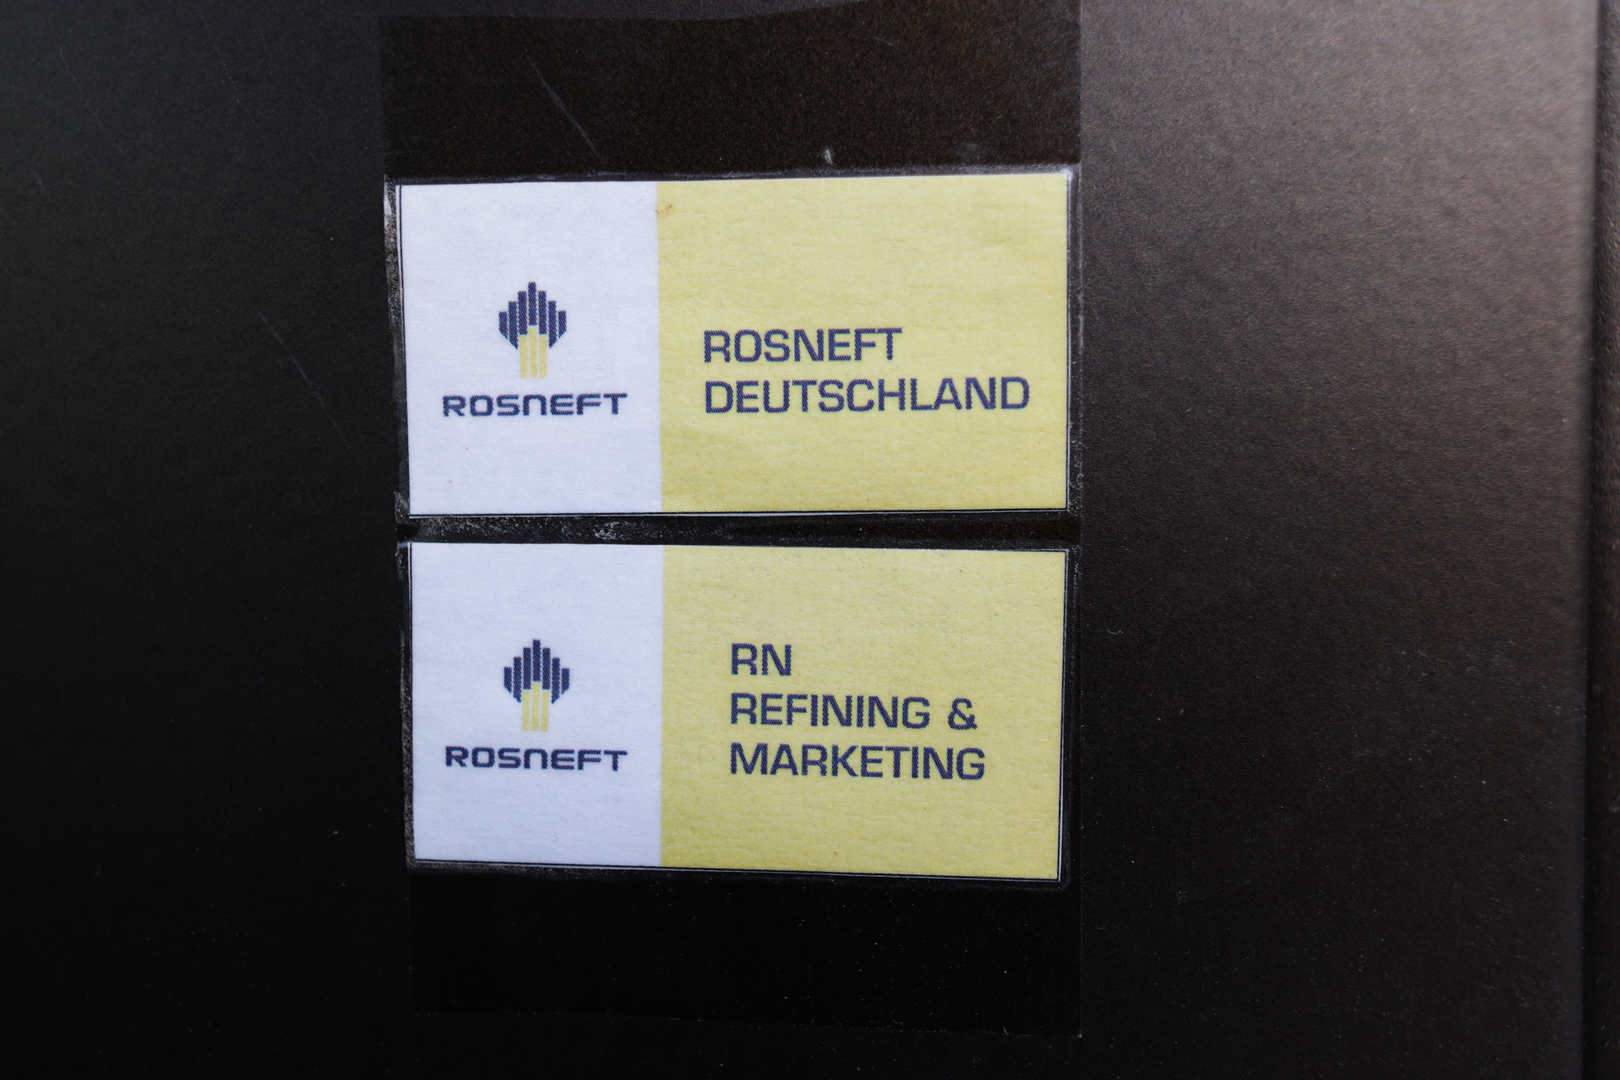 ROSNEFT
ROSNEFT
DEUTSCHLAND
ROSNEFT
RN
REFINING &
MARKETING